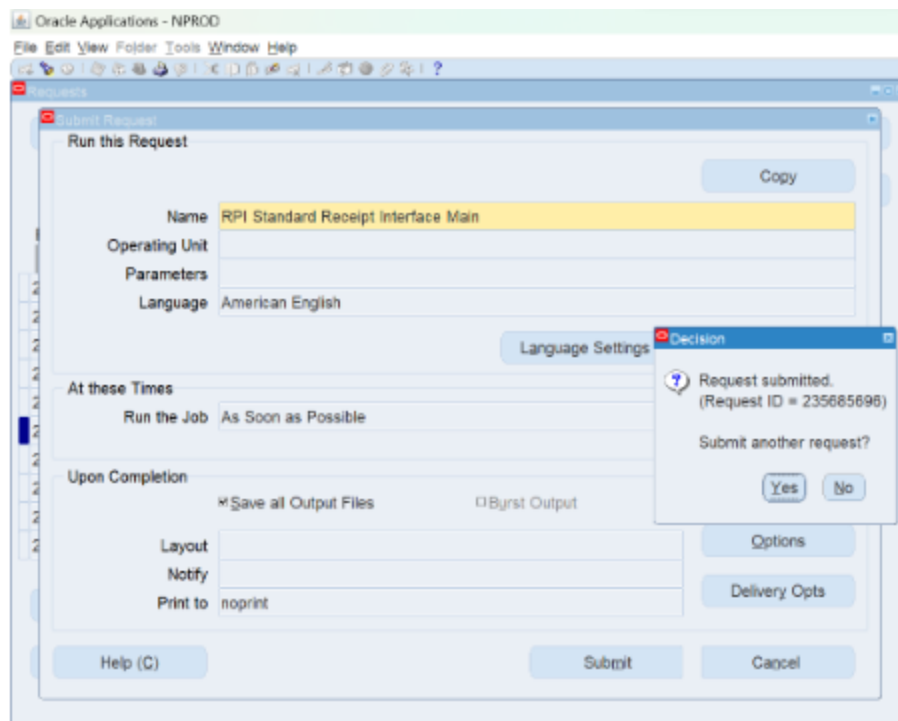 Oracle Applications - NPROD
File Edit View Folder Tools Window Help
Requests
Submit Request
Run this Request
Copy
Name RPI Standard Receipt Interface Main
Operating Unit
Parameters
Language American English
Language Settings
Decision
Request submitted.
(Request ID = 235685696)
Submit another request?
Yes No
At these Times
Run the Job As Soon as Possible
Upon Completion
Save all Output Files Burst Output
Layout
Options
Notify
Print to noprint
Delivery Opts
Help (C) Submit Cancel